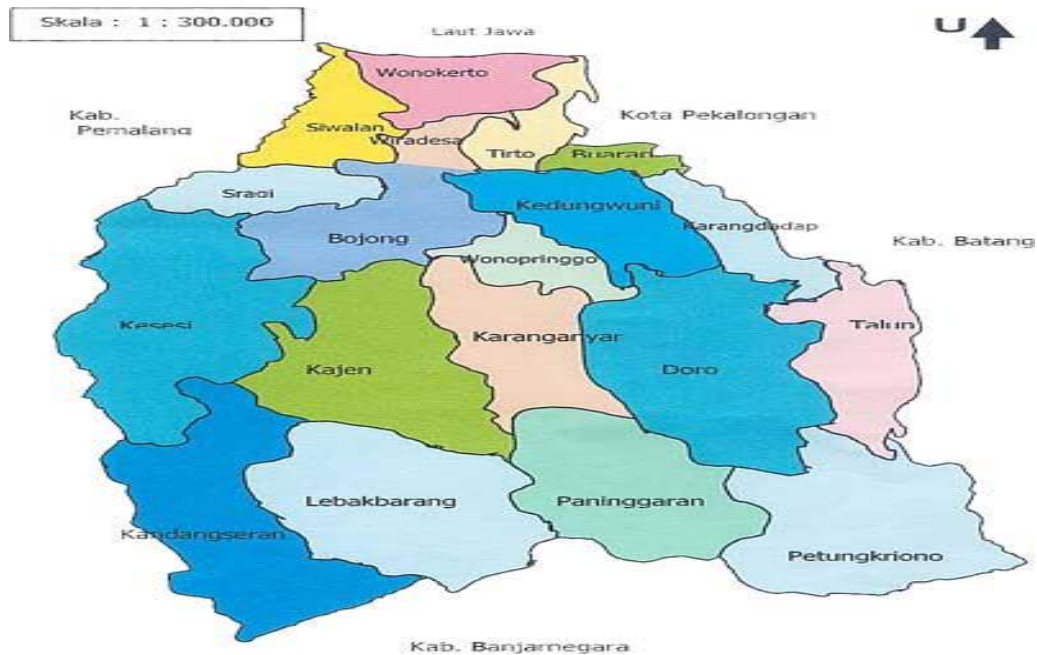 Skala : 1 : 300.000
U
Laut Jawa
Wonokerto
Kab.
Pemalang
Kota Pekalongan
Siwalan
Wiradesa
Tirto
Buaran
Sragi
Kedungwuni
Karangdadap
Bojong
Kab. Batang
Wonopringgo
Kesesi
Karanganyar
Talun
Kajen
Doro
Lebakbarang
Paninggaran
Kandangseran
Petungkriono
Kab. Banjarnegara